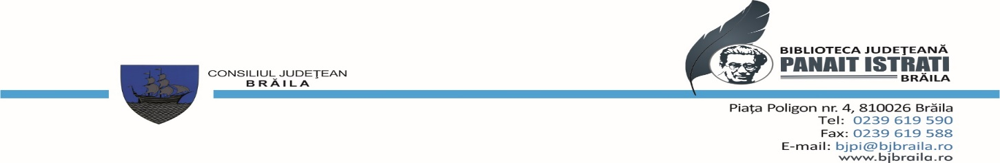 CONSILIUL JUDEŢEAN
BRĂILA
BIBLIOTECA JUDEŢEANĂ
PANAIT ISTRATI
BRĂILA
Piața Poligon nr. 4, 810026 Brăila
Tel: 0239 619 590
Fax: 0239 619 588
E-mail: bjpi@bjbraila.ro
www.bjbraila.ro